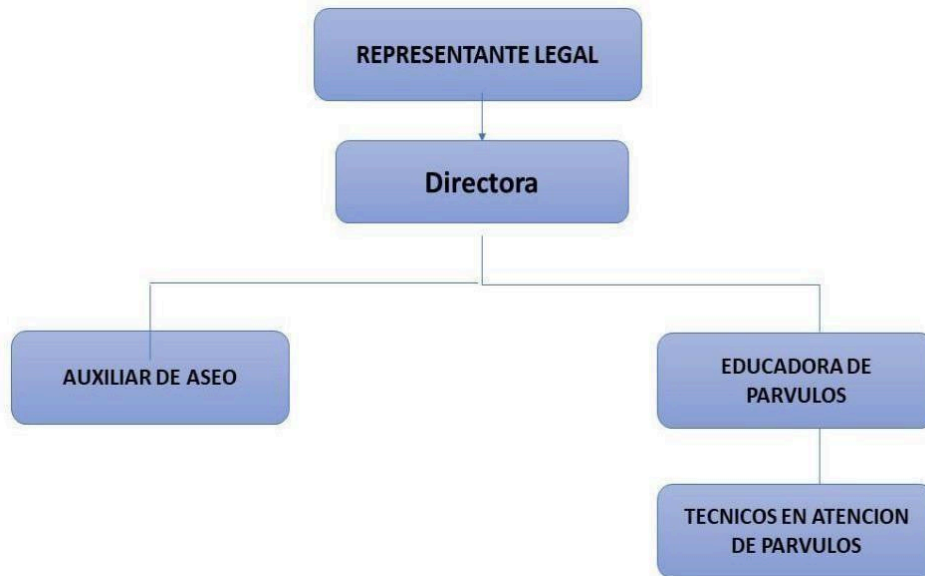 REPRESENTANTE LEGAL
Directora
AUXILIAR DE ASEO
EDUCADORA DE
PARVULOS
TECNICOS EN ATENCION
DE PARVULOS